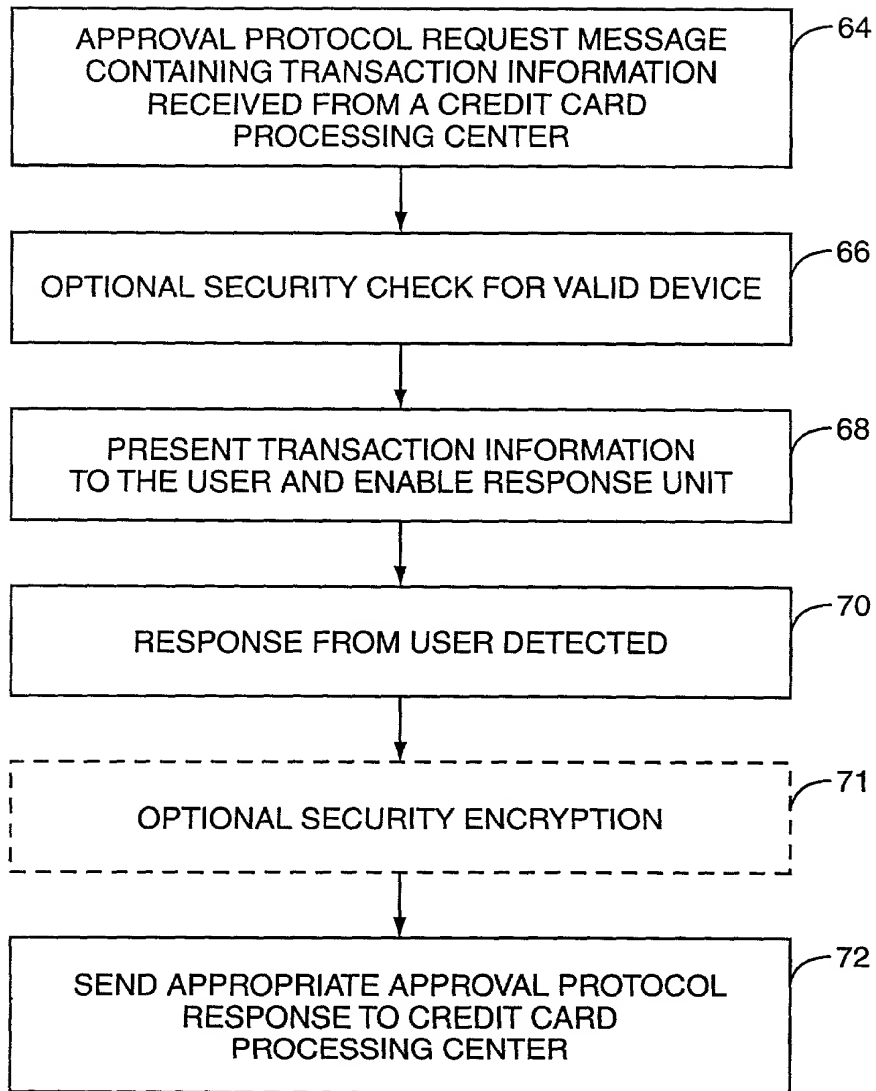 APPROVAL PROTOCOL REQUEST MESSAGE
CONTAINING TRANSACTION INFORMATION
RECEIVED FROM A CREDIT CARD
PROCESSING CENTER
64
OPTIONAL SECURITY CHECK FOR VALID DEVICE
66
PRESENT TRANSACTION INFORMATION
TO THE USER AND ENABLE RESPONSE UNIT
68
RESPONSE FROM USER DETECTED
70
OPTIONAL SECURITY ENCRYPTION
71
SEND APPROPRIATE APPROVAL PROTOCOL
RESPONSE TO CREDIT CARD
PROCESSING CENTER
72